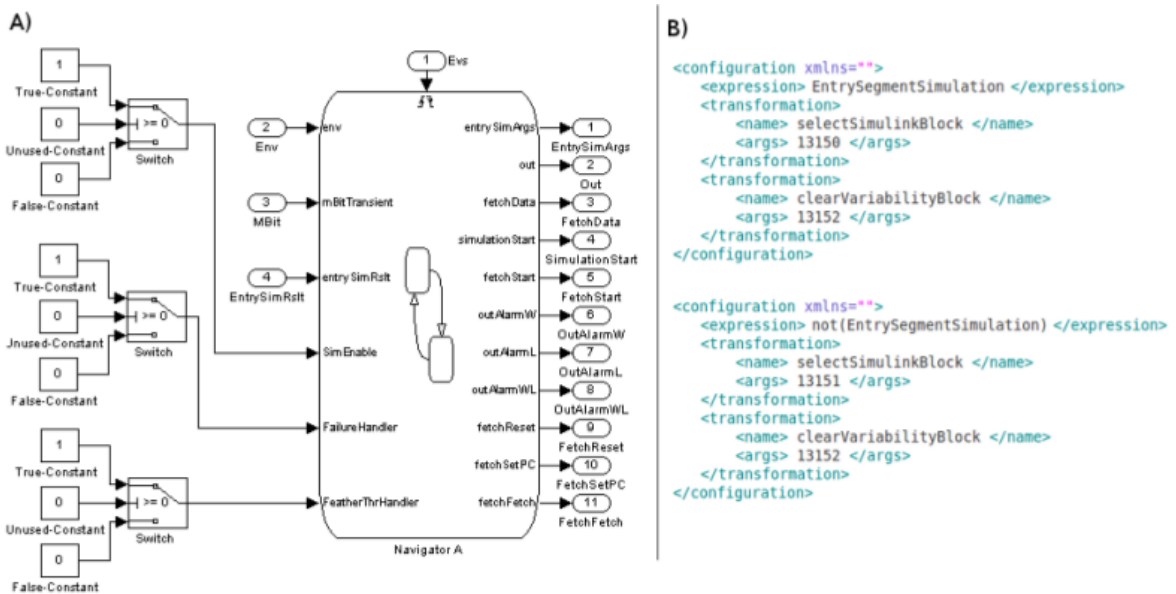 A)
1
True-Constant
0
Unused-Constant
0
False-Constant
>= 0
Switch
1
True-Constant
0
Jnused-Constant
0
False-Constant
>= 0
Switch
1
True-Constant
0
Unused-Constant
0
False-Constant
>= 0
Switch
1
Evs
2
Env
3
MBit
4
EntrySimRslt
env
mBitTransient
entrySimRslt
SimEnable
FailureHandler
FeatherThrHandler
entrySimArgs
out
fetchData
simulationStart
fetchStart
outAlarmW
outAlarmL
outAlarmWL
fetchReset
fetchSetPC
fetchFetch
Navigator A
1
EntrySimArgs
2
Out
3
FetchData
4
SimulationStart
5
FetchStart
6
OutAlarmW
7
OutAlarmL
8
OutAlarmWL
9
FetchReset
10
FetchSetPC
11
FetchFetch
B)
<configuration xmlns="">
<expression> EntrySegmentSimulation </expression>
<transformation>
<name> selectSimulinkBlock </name>
<args> 13150 </args>
</transformation>
<transformation>
<name> clearVariabilityBlock </name>
<args> 13152 </args>
</transformation>
</configuration>
<configuration xmlns="">
<expression> not(EntrySegmentSimulation) </expression>
<transformation>
<name> selectSimulinkBlock </name>
<args> 13151 </args>
</transformation>
<transformation>
<name> clearVariabilityBlock </name>
<args> 13152 </args>
</transformation>
</configuration>